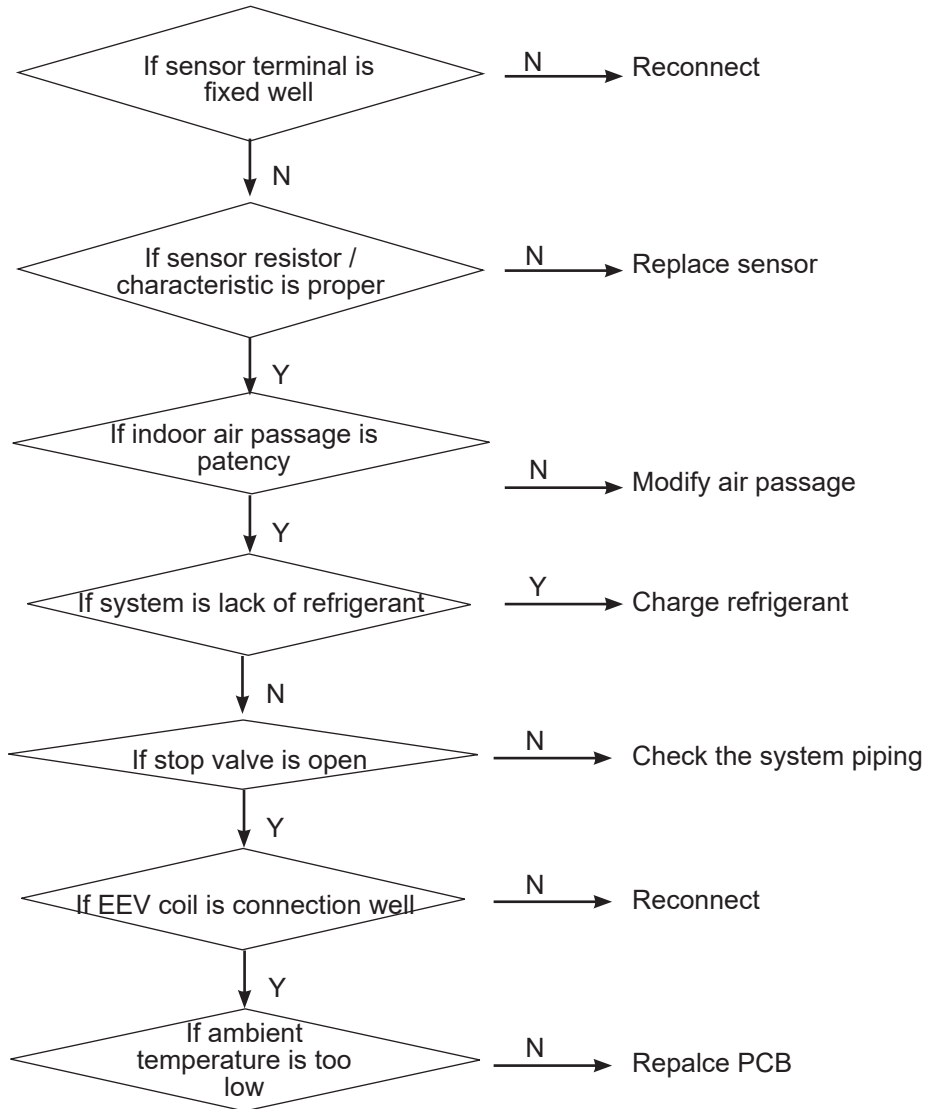 If sensor terminal is
fixed well
N
Reconnect
N
If sensor resistor /
characteristic is proper
N
Replace sensor
Y
If indoor air passage is
patency
N
Modify air passage
Y
If system is lack of refrigerant
Y
Charge refrigerant
N
If stop valve is open
N
Check the system piping
Y
If EEV coil is connection well
N
Reconnect
Y
If ambient
temperature is too
low
N
Repalce PCB